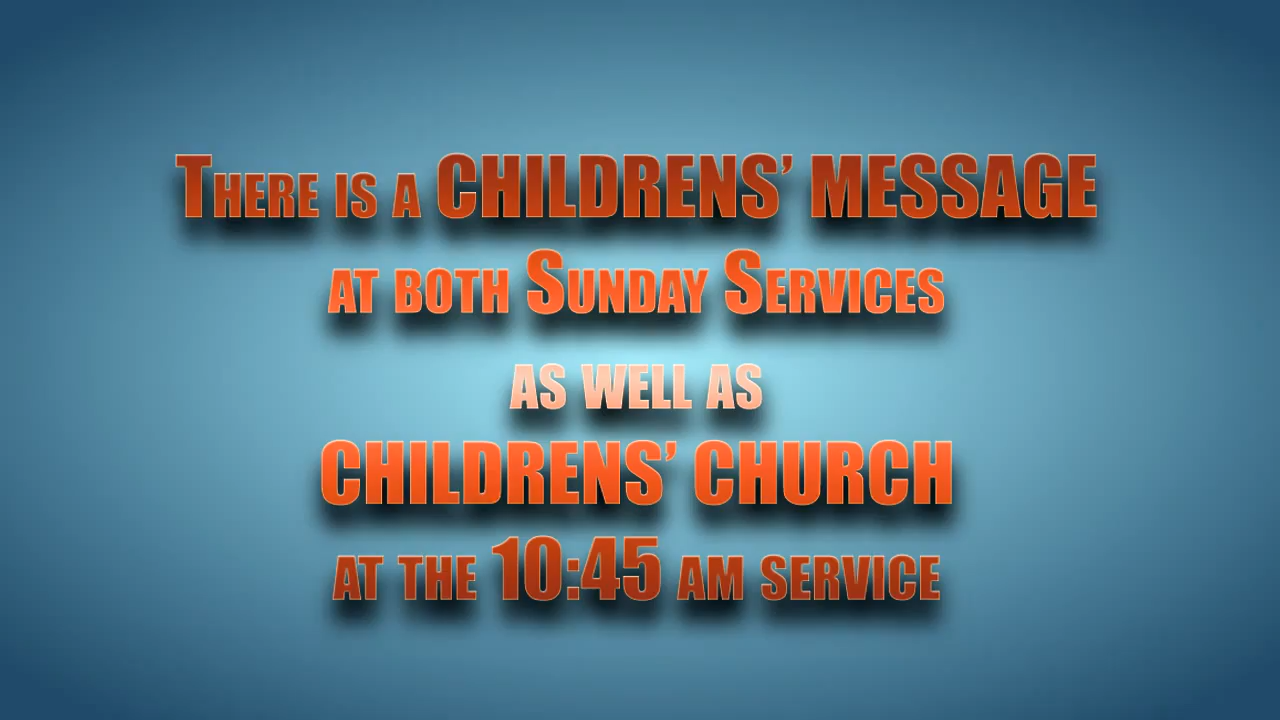 There is a CHILDRENS’ MESSAGE
at both Sunday Services
as well as
CHILDRENS’ CHURCH
at the 10:45 am service